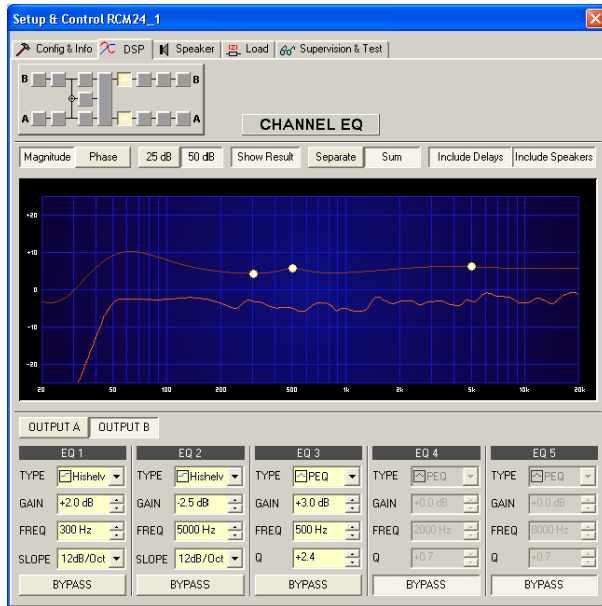 Setup & Control RCM24_1
Config & Info DSP Speaker Load Supervision & Test
B B
A A
CHANNEL EQ
Magnitude Phase 25 dB 50 dB Show Result Separate Sum Include Delays Include Speakers
+20
+10
0
-10
-20
20 50 100 200 500 1k 2k 5k 10k 20k
OUTPUT A OUTPUT B
EQ 1 EQ 2 EQ 3 EQ 4 EQ 5
TYPE Hishelv TYPE Hishelv TYPE PEQ TYPE PEQ TYPE PEQ
GAIN +2.0 dB GAIN -2.5 dB GAIN +3.0 dB GAIN +0.0 dB GAIN +0.0 dB
FREQ 300 Hz FREQ 5000 Hz FREQ 500 Hz FREQ 2000 Hz FREQ 8000 Hz
SLOPE 12dB/Oct SLOPE 12dB/Oct Q +2.4 Q +0.7 Q +0.7
BYPASS BYPASS BYPASS BYPASS BYPASS